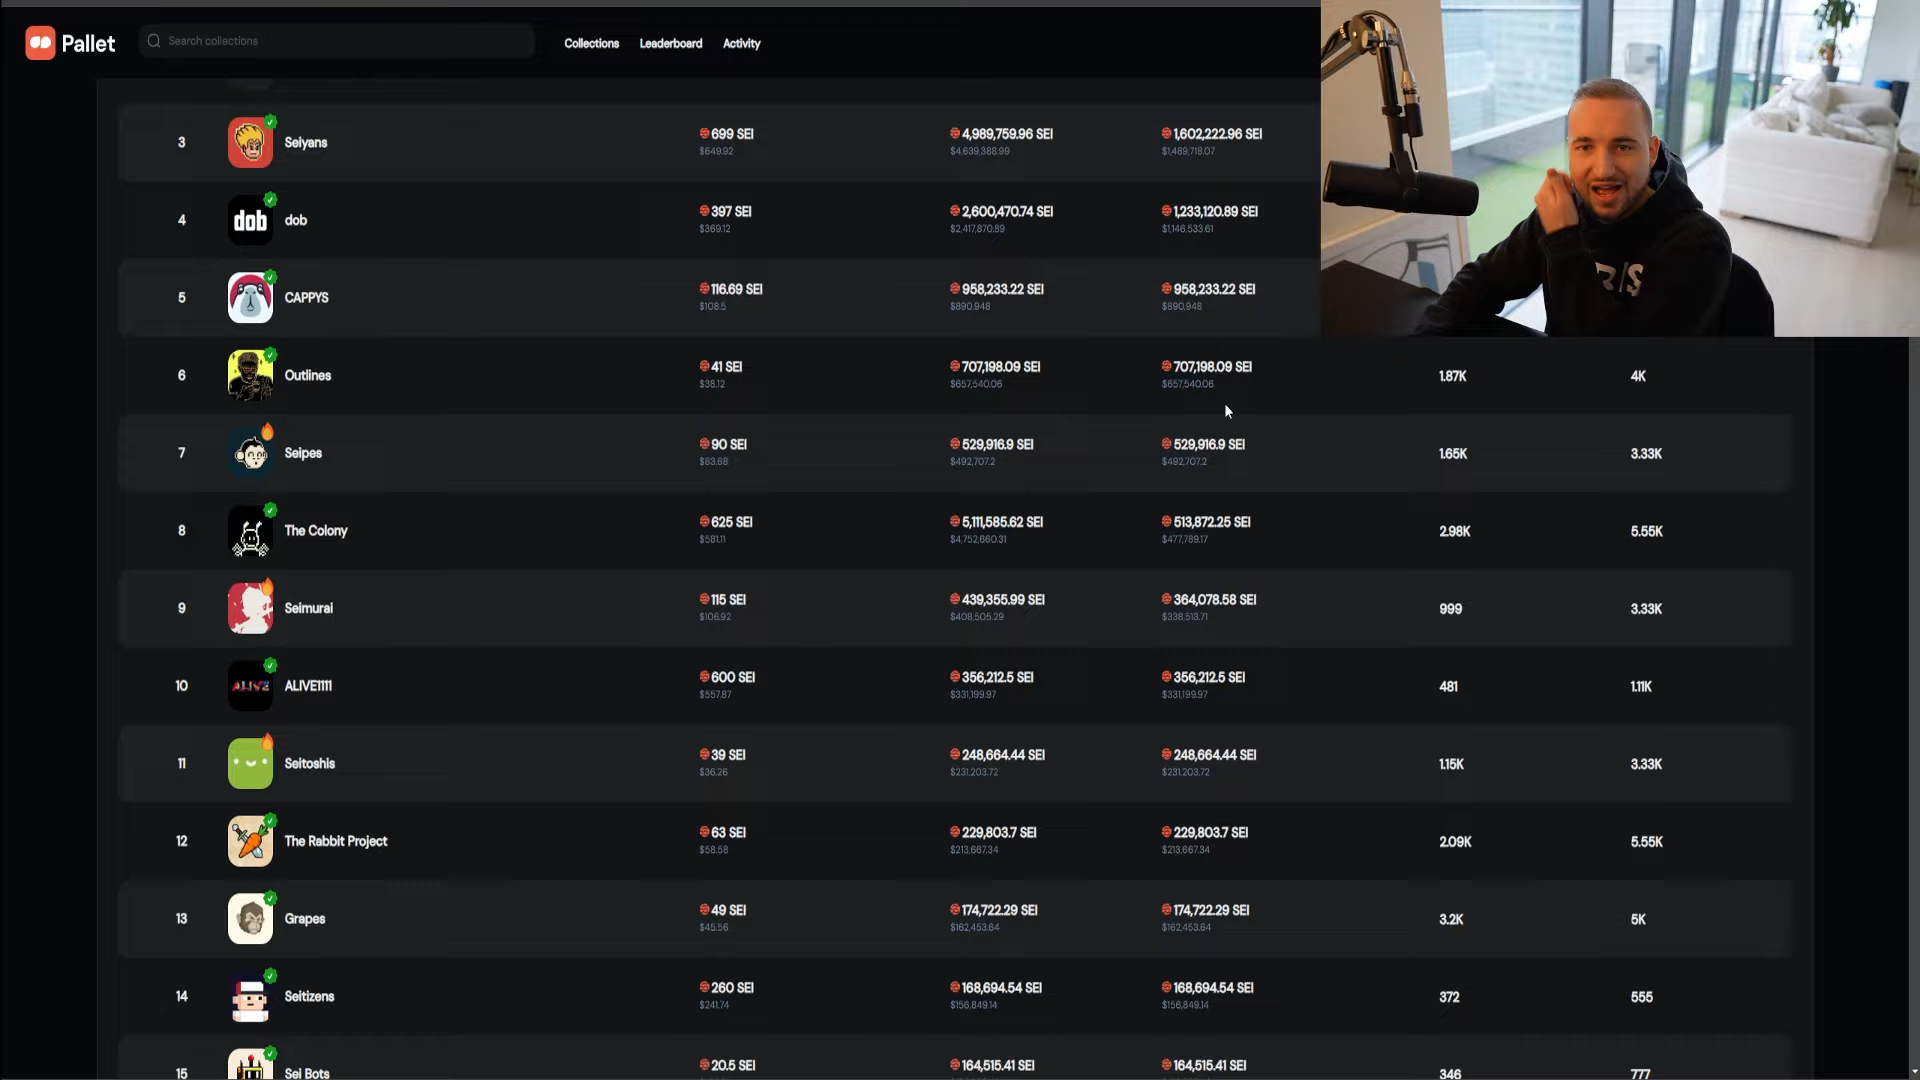 Pallet
Search collections
Collections
Leaderboard
Activity
3
Seiyans
699 SEI
$649.92
4,989,759.96 SEI
$4,639,388.99
1,602,222.96 SEI
$1,489,718.07
4
dob
dob
397 SEI
$369.12
2,600,470.74 SEI
$2,417,870.89
1,233,120.89 SEI
$1,146,533.61
5
CAPPYS
116.69 SEI
$108.5
958,233.22 SEI
$890,948
958,233.22 SEI
$890,948
6
Outlines
41 SEI
$38.12
707,198.09 SEI
$657,540.06
707,198.09 SEI
$657,540.06
1.87K
4K
7
Seipes
90 SEI
$83.68
529,916.9 SEI
$492,707.2
529,916.9 SEI
$492,707.2
1.65K
3.33K
8
The Colony
625 SEI
$581.11
5,111,585.62 SEI
$4,752,660.31
513,872.25 SEI
$477,789.17
2.98K
5.55K
9
Seimurai
115 SEI
$106.92
439,355.99 SEI
$408,505.29
364,078.58 SEI
$338,513.71
999
3.33K
10
ALIVE
ALIVE1111
600 SEI
$557.87
356,212.5 SEI
$331,199.97
356,212.5 SEI
$331,199.97
481
1.11K
11
Seitoshis
39 SEI
$36.26
248,664.44 SEI
$231,203.72
248,664.44 SEI
$231,203.72
1.15K
3.33K
12
The Rabbit Project
63 SEI
$58.58
229,803.7 SEI
$213,667.34
229,803.7 SEI
$213,667.34
2.09K
5.55K
13
Grapes
49 SEI
$45.56
174,722.29 SEI
$162,453.64
174,722.29 SEI
$162,453.64
3.2K
5K
14
Seitizens
260 SEI
$241.74
168,694.54 SEI
$156,849.14
168,694.54 SEI
$156,849.14
372
555
15
Sei Bots
20.5 SEI
164,515.41 SEI
164,515.41 SEI
346
777